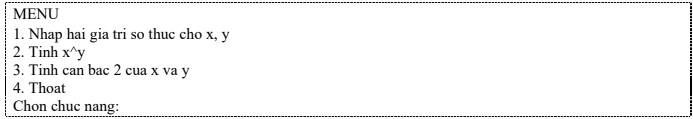 MENU
1. Nhap hai gia tri so thuc cho x, y
2. Tinh x^y
3. Tinh can bac 2 cua x va y
4. Thoat
Chon chuc nang: